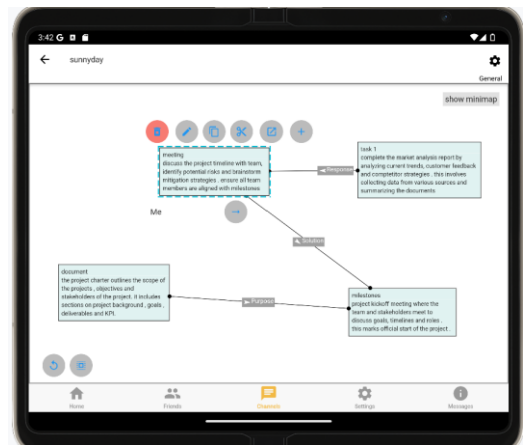 3:42 G
sunnyday
General
show minimap
meeting
discuss the project timeline with team,
identify potential risks and brainstorm
mitigation strategies . ensure all team
members are aligned with milestones
task 1
complete the market analysis report by
analyzing current trends, customer feedback
and competetor strategies . this involves
collecting data from various sources and
summarizing the documents
Response
Me
Solution
document
the project charter outlines the scope of
the projects , objectives and
stakeholders of the project. it includes
sections on project background , goals ,
deliverables and KPI.
Purpose
milestones
project kickoff meeting where the
team and stakeholders meet to
discuss goals, timelines and roles .
this marks official start of the project .
Home
Friends
Channels
Settings
Messages